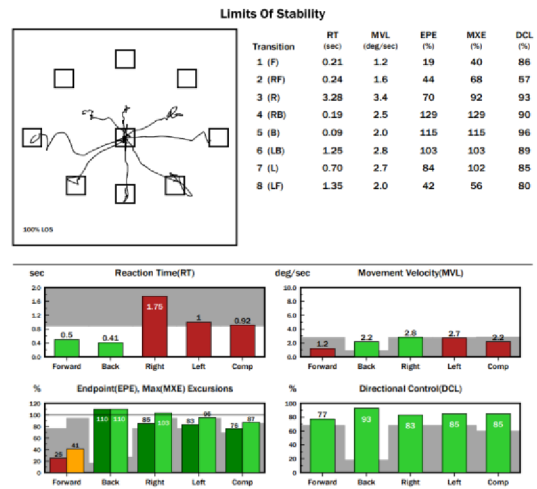 Limits Of Stability
Transition RT (sec) MVL (deg/sec) EPE (%) MXE (%) DCL (%)
1 (F) 0.21 1.2 19 40 86
2 (RF) 0.24 1.6 44 68 57
3 (R) 3.28 3.4 70 92 93
4 (RB) 0.19 2.5 129 129 90
5 (B) 0.09 2.0 115 115 96
6 (LB) 1.25 2.8 103 103 89
7 (L) 0.70 2.7 84 102 85
8 (LF) 1.35 2.0 42 56 80
100% LOS
sec Reaction Time(RT)
2.0
1.6
1.2
0.8
0.4
0.0
0.5 0.41 1.75 1 0.92
Forward Back Right Left Comp
deg/sec Movement Velocity(MVL)
10.0
8.0
6.0
4.0
2.0
0.0
1.2 2.2 2.8 2.7 2.2
Forward Back Right Left Comp
% Endpoint(EPE), Max(MXE) Excursions
120
100
80
60
40
20
0
41 110 110 85 103 83 96 87
Forward Back Right Left Comp
% Directional Control(DCL)
100
80
60
40
20
0
77 93 83 85 85
Forward Back Right Left Comp